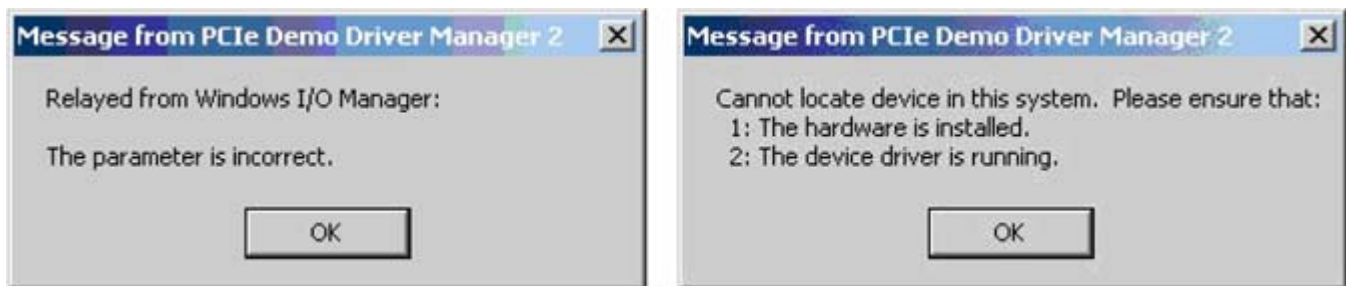 Message from PCIe Demo Driver Manager 2
Relayed from Windows I/O Manager:
The parameter is incorrect.
OK
Message from PCIe Demo Driver Manager 2
Cannot locate device in this system. Please ensure that:
1: The hardware is installed.
2: The device driver is running.
OK